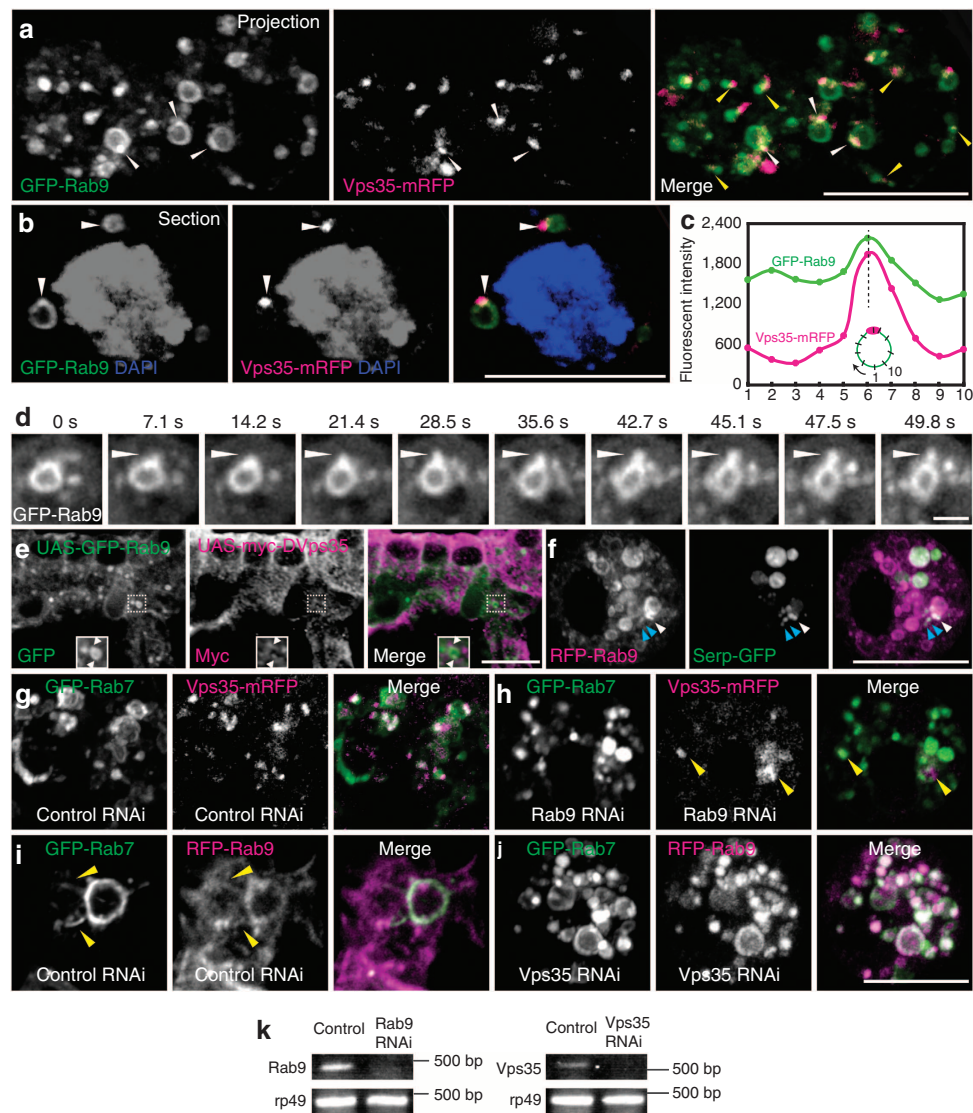 a
Projection
GFP-Rab9
Vps35-mRFP
Merge
b
Section
GFP-Rab9 DAPI
Vps35-mRFP DAPI
c
Fluorescent intensity
2,400
1,800
1,200
600
0
GFP-Rab9
Vps35-mRFP
1 10
1 2 3 4 5 6 7 8 9 10
d
0 s 7.1 s 14.2 s 21.4 s 28.5 s 35.6 s 42.7 s 45.1 s 47.5 s 49.8 s
GFP-Rab9
e
UAS-GFP-Rab9
UAS-myc-DVps35
GFP
Myc
Merge
f
RFP-Rab9
Serp-GFP
g
GFP-Rab7
Vps35-mRFP
Merge
Control RNAi
Control RNAi
h
GFP-Rab7
Vps35-mRFP
Merge
Rab9 RNAi
Rab9 RNAi
i
GFP-Rab7
RFP-Rab9
Merge
Control RNAi
Control RNAi
j
GFP-Rab7
RFP-Rab9
Merge
Vps35 RNAi
Vps35 RNAi
k
Control
Rab9
RNAi
Rab9
500 bp
rp49
500 bp
Control
Vps35
RNAi
Vps35
500 bp
rp49
500 bp